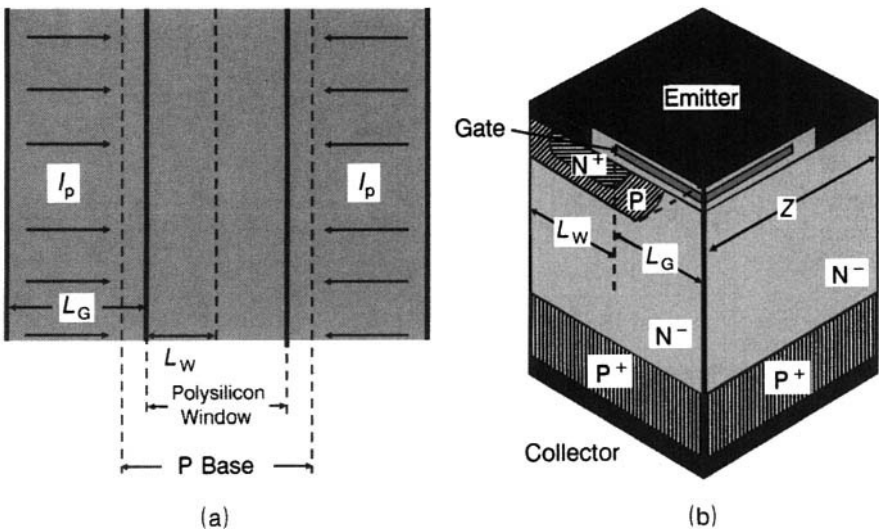 I_p
I_p
L_G
L_W
Polysilicon
Window
P Base
(a)
Emitter
Gate
N⁺
P
Z
L_W
L_G
N⁻
N⁻
P⁺
P⁺
Collector
(b)